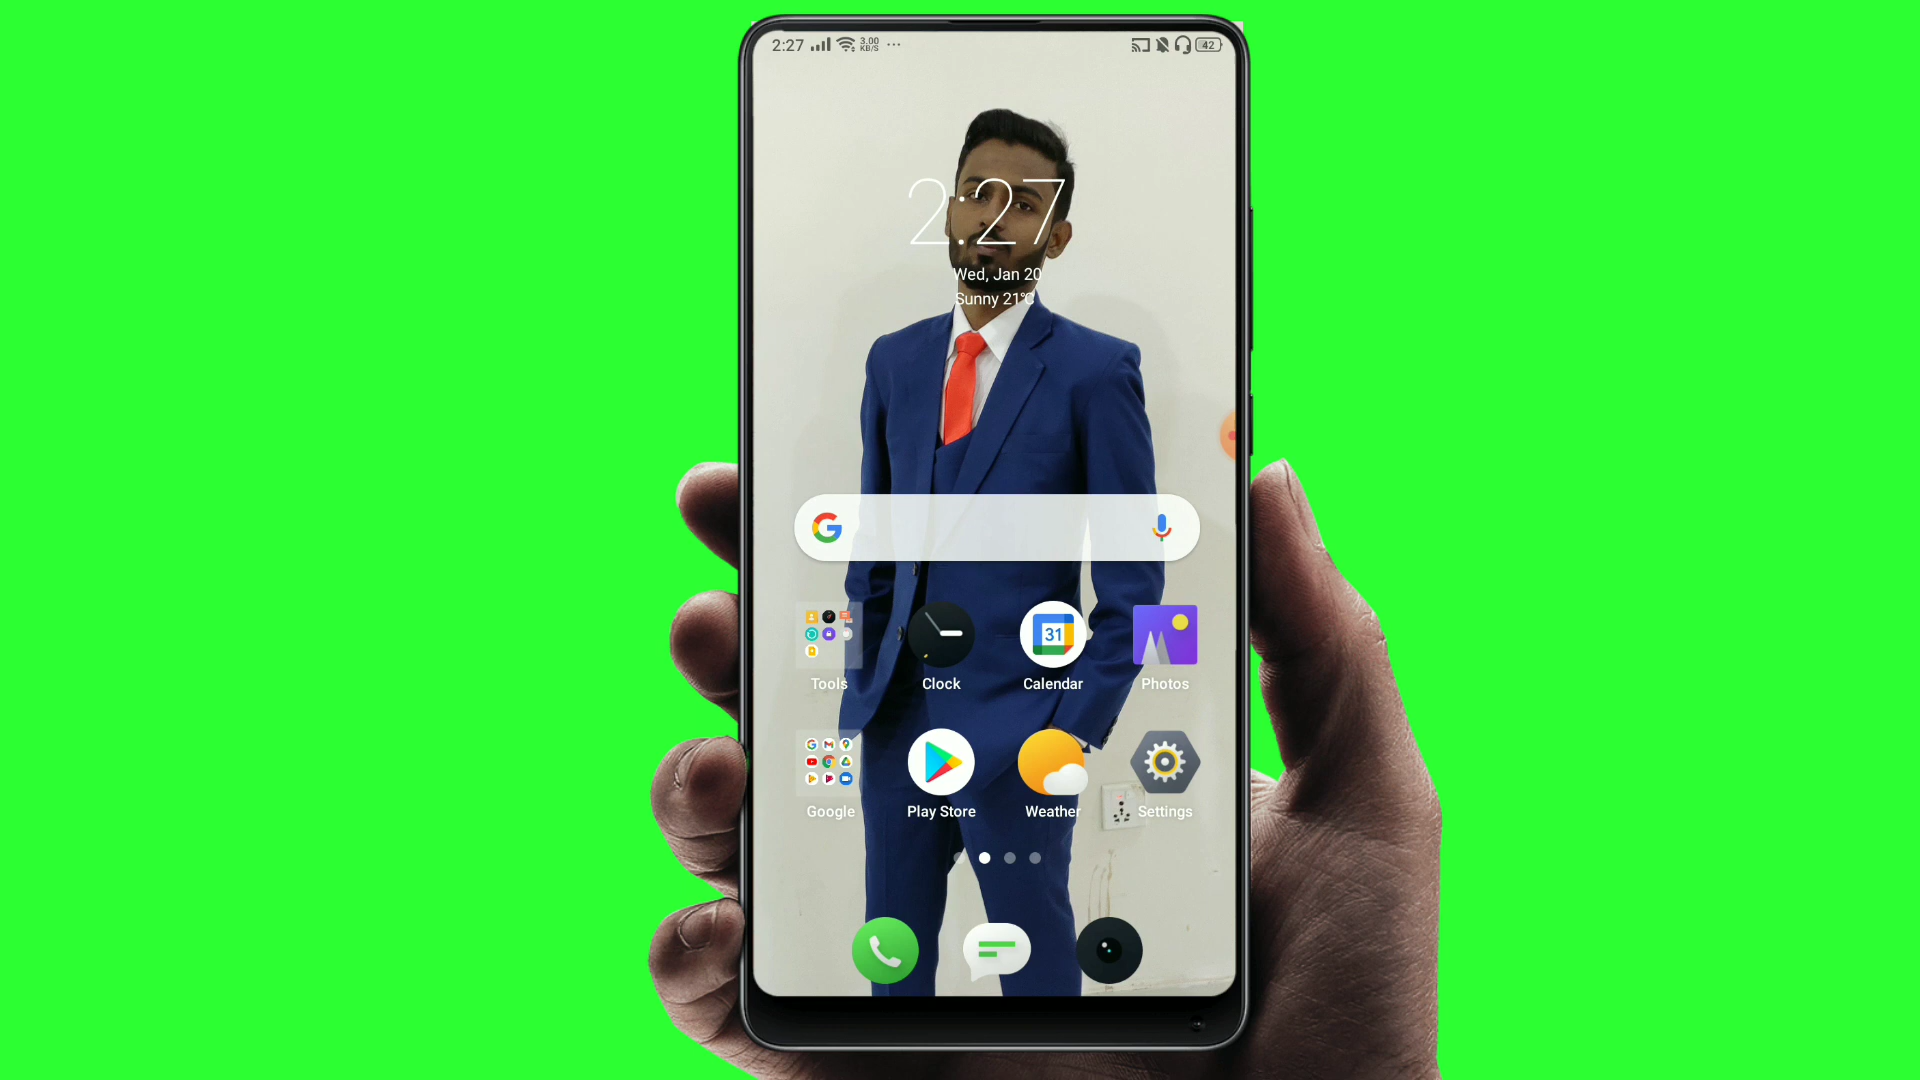 2:27 3.00 KB/S ... 42
2:27
Wed, Jan 20
Sunny 21°C
G
31
Tools Clock Calendar Photos
Google Play Store Weather Settings